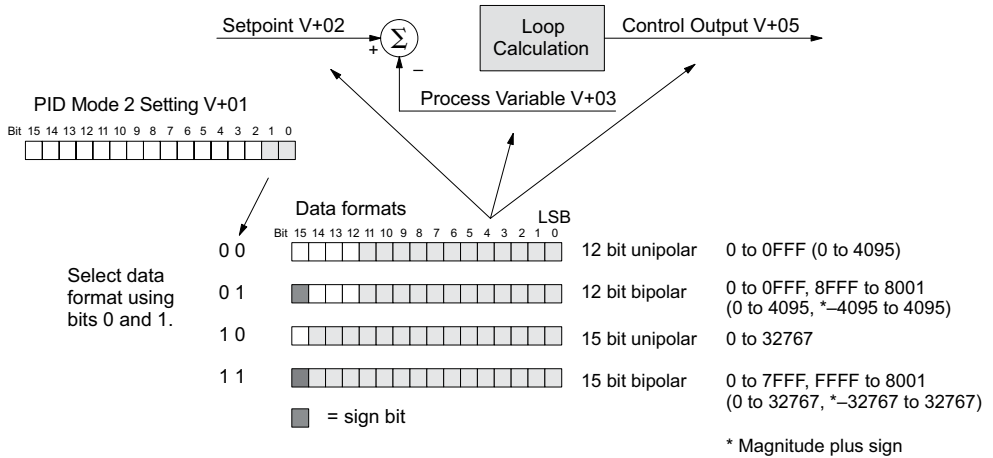 Setpoint V+02
+
Σ
–
Loop
Calculation
Control Output V+05
Process Variable V+03
PID Mode 2 Setting V+01
Bit 15 14 13 12 11 10 9 8 7 6 5 4 3 2 1 0
Data formats
LSB
Bit 15 14 13 12 11 10 9 8 7 6 5 4 3 2 1 0
Select data
format using
bits 0 and 1.
0 0
12 bit unipolar
0 to 0FFF (0 to 4095)
0 1
12 bit bipolar
0 to 0FFF, 8FFF to 8001
(0 to 4095, *–4095 to 4095)
1 0
15 bit unipolar
0 to 32767
1 1
15 bit bipolar
0 to 7FFF, FFFF to 8001
(0 to 32767, *–32767 to 32767)
= sign bit
* Magnitude plus sign